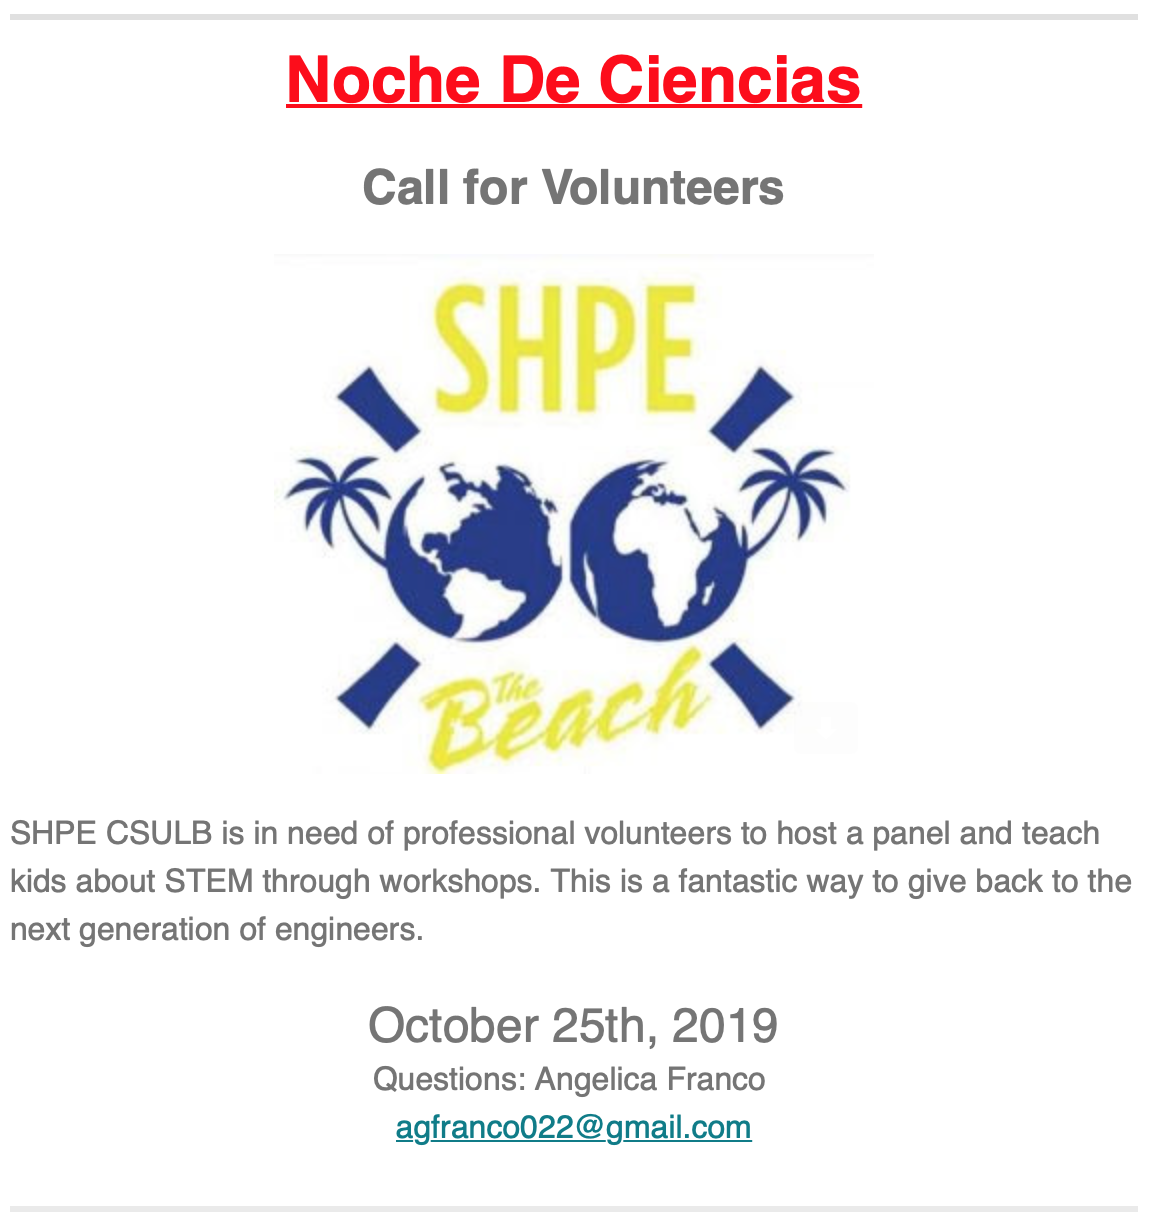 Noche De Ciencias
Call for Volunteers
SHPE
The
Beach
SHPE CSULB is in need of professional volunteers to host a panel and teach
kids about STEM through workshops. This is a fantastic way to give back to the
next generation of engineers.
October 25th, 2019
Questions: Angelica Franco
agfranco022@gmail.com